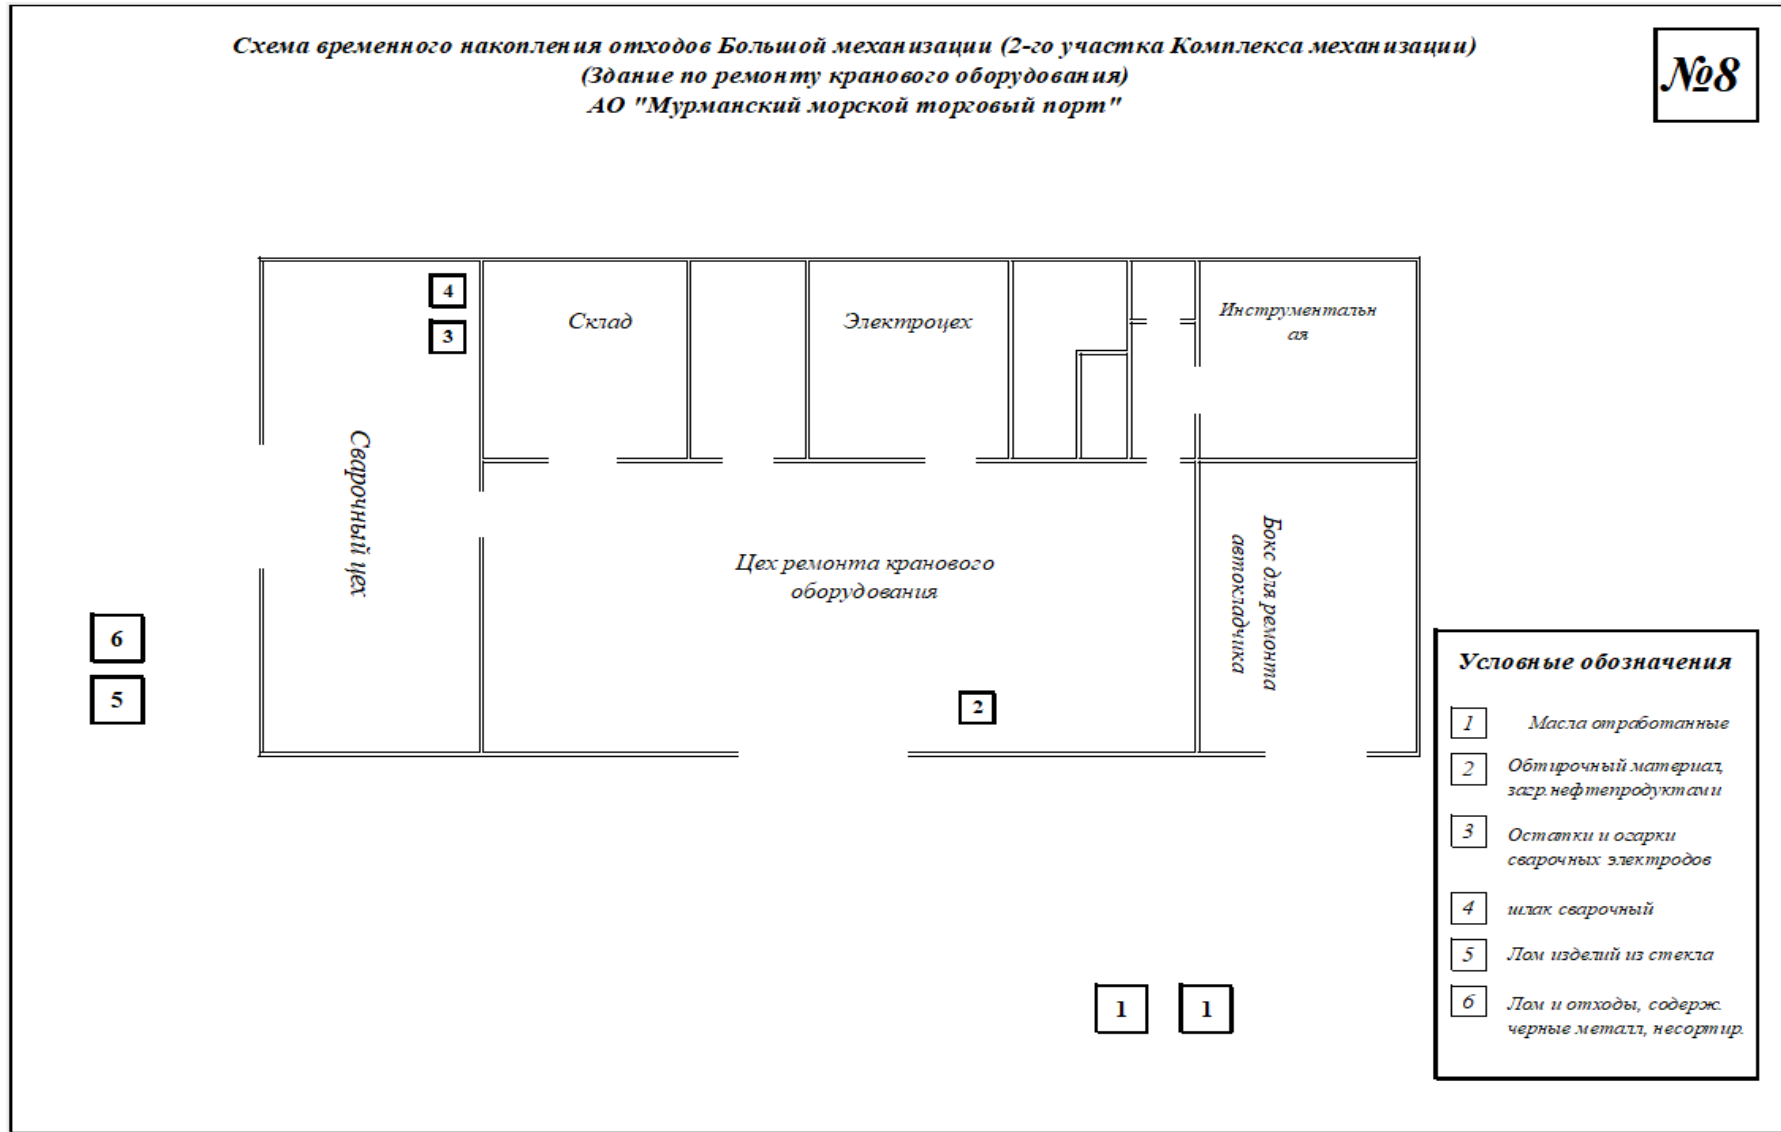 Схема временного накопления отходов Большой механизации (2-го участка Комплекса механизации)
(Здание по ремонту кранового оборудования)
АО "Мурманский морской торговый порт"
№8
4
3
Склад
Электроцех
Инструментальн
ая
Сварочный цех
Цех ремонта кранового
оборудования
Бокс для ремонта
автокладчика
6
5
2
1
1
Условные обозначения
1
Масла отработанные
2
Обтирочный материал,
загр.нефтепродуктами
3
Остатки и огарки
сварочных электродов
4
шлак сварочный
5
Лом изделий из стекла
6
Лом и отходы, содерж.
черные металл, несортир.